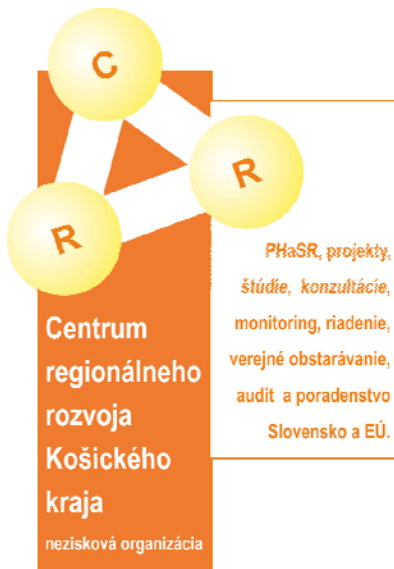 C
R
R
Centrum
regionálneho
rozvoja
Košického
kraja
nezisková organizácia
PHaSR, projekty,
štúdie, konzultácie,
monitoring, riadenie,
verejné obstarávanie,
audit a poradenstvo
Slovensko a EÚ.